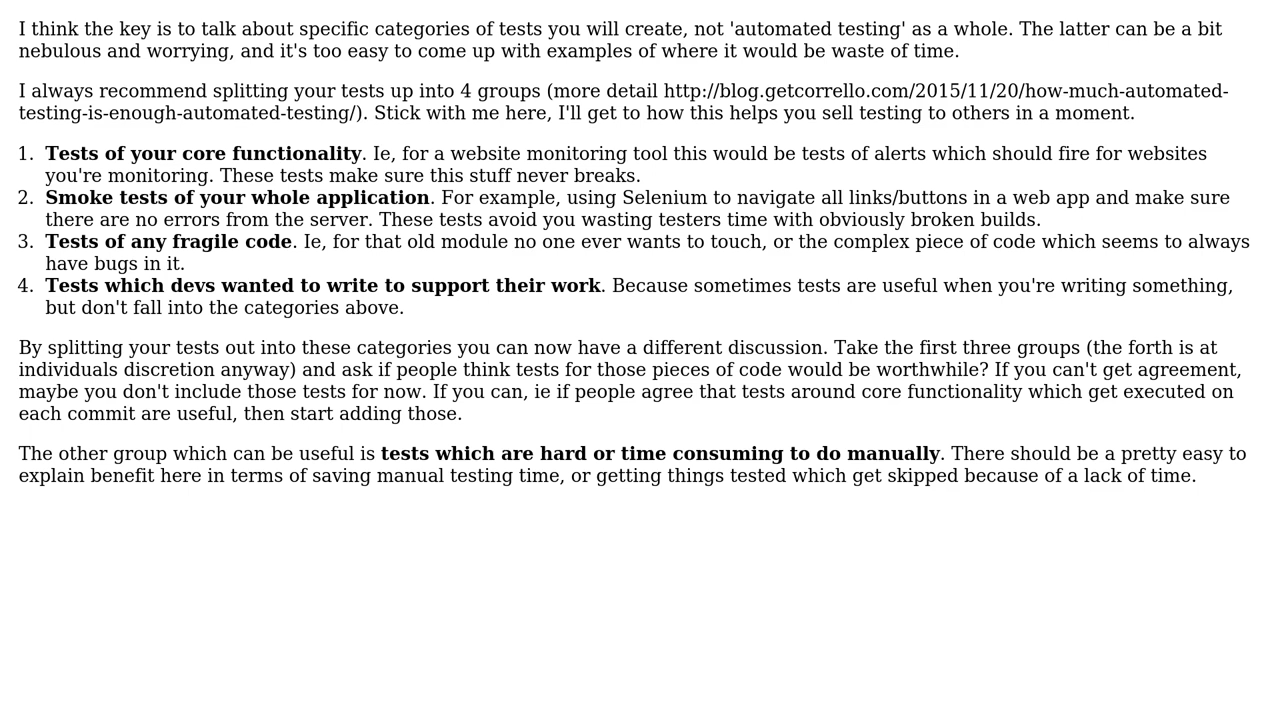 I think the key is to talk about specific categories of tests you will create, not 'automated testing' as a whole. The latter can be a bit
nebulous and worrying, and it's too easy to come up with examples of where it would be waste of time.
I always recommend splitting your tests up into 4 groups (more detail http://blog.getcorrello.com/2015/11/20/how-much-automated-
testing-is-enough-automated-testing/). Stick with me here, I'll get to how this helps you sell testing to others in a moment.
1. Tests of your core functionality. Ie, for a website monitoring tool this would be tests of alerts which should fire for websites
you're monitoring. These tests make sure this stuff never breaks.
2. Smoke tests of your whole application. For example, using Selenium to navigate all links/buttons in a web app and make sure
there are no errors from the server. These tests avoid you wasting testers time with obviously broken builds.
3. Tests of any fragile code. Ie, for that old module no one ever wants to touch, or the complex piece of code which seems to always
have bugs in it.
4. Tests which devs wanted to write to support their work. Because sometimes tests are useful when you're writing something,
but don't fall into the categories above.
By splitting your tests out into these categories you can now have a different discussion. Take the first three groups (the forth is at
individuals discretion anyway) and ask if people think tests for those pieces of code would be worthwhile? If you can't get agreement,
maybe you don't include those tests for now. If you can, ie if people agree that tests around core functionality which get executed on
each commit are useful, then start adding those.
The other group which can be useful is tests which are hard or time consuming to do manually. There should be a pretty easy to
explain benefit here in terms of saving manual testing time, or getting things tested which get skipped because of a lack of time.